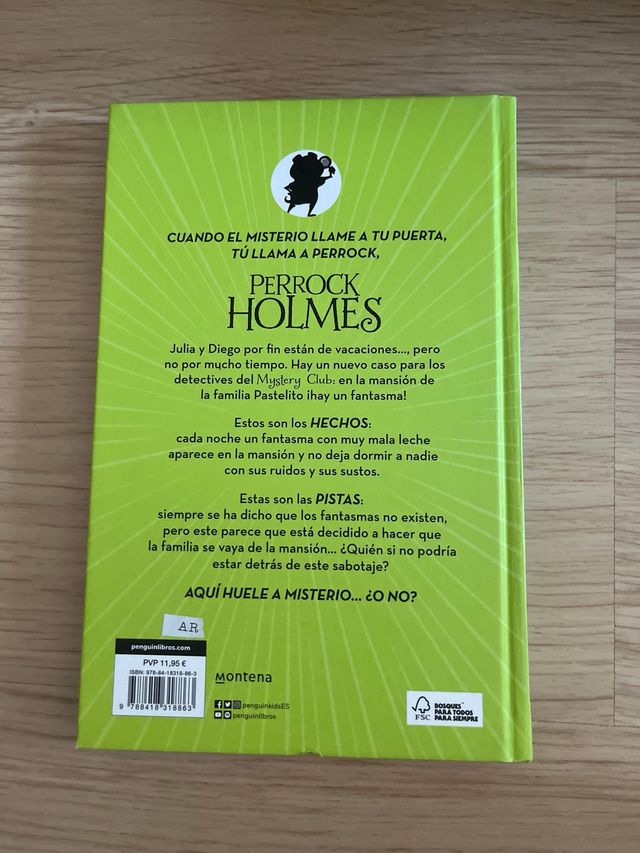 CUANDO EL MISTERIO LLAME A TU PUERTA,
TÚ LLAMA A PERROCK,
PERROCK
HOLMES
Julia y Diego por fin están de vacaciones..., pero
no por mucho tiempo. Hay un nuevo caso para los
detectives del Mystery Club: en la mansión de
la familia Pastelito ¡hay un fantasma!
Estos son los HECHOS:
cada noche un fantasma con muy mala leche
aparece en la mansión y no deja dormir a nadie
con sus ruidos y sus sustos.
Estas son las PISTAS:
siempre se ha dicho que los fantasmas no existen,
pero este parece que está decidido a hacer que
la familia se vaya de la mansión... ¿Quién si no podría
estar detrás de este sabotaje?
AQUÍ HUELE A MISTERIO... ¿O NO?
AR
penguinlibros.com
PVP 11,95 €
ISBN: 978-84-18318-86-3
9 788418 318863
Montena
penguinkidsES
penguinlibros
FSC
BOSQUES
PARA TODOS
PARA SIEMPRE